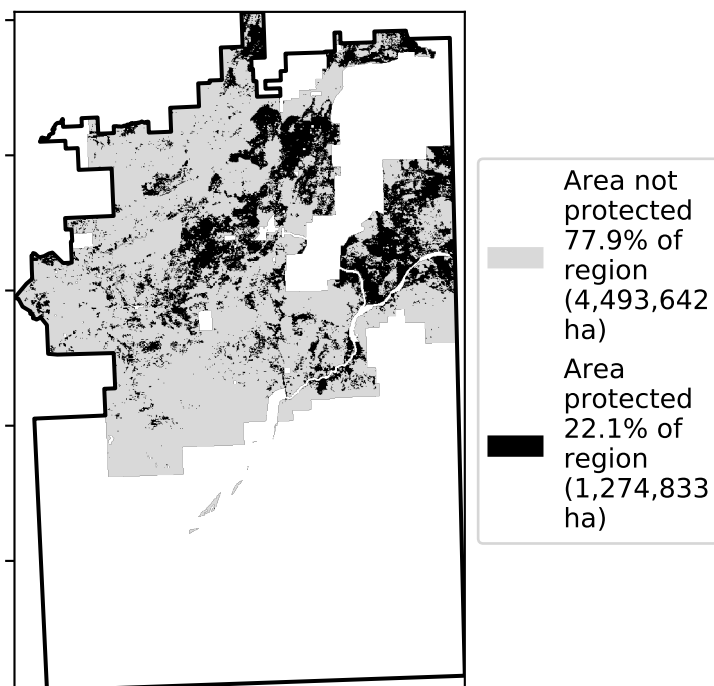 Area not
protected
77.9% of
region
(4,493,642
ha)
Area
protected
22.1% of
region
(1,274,833
ha)